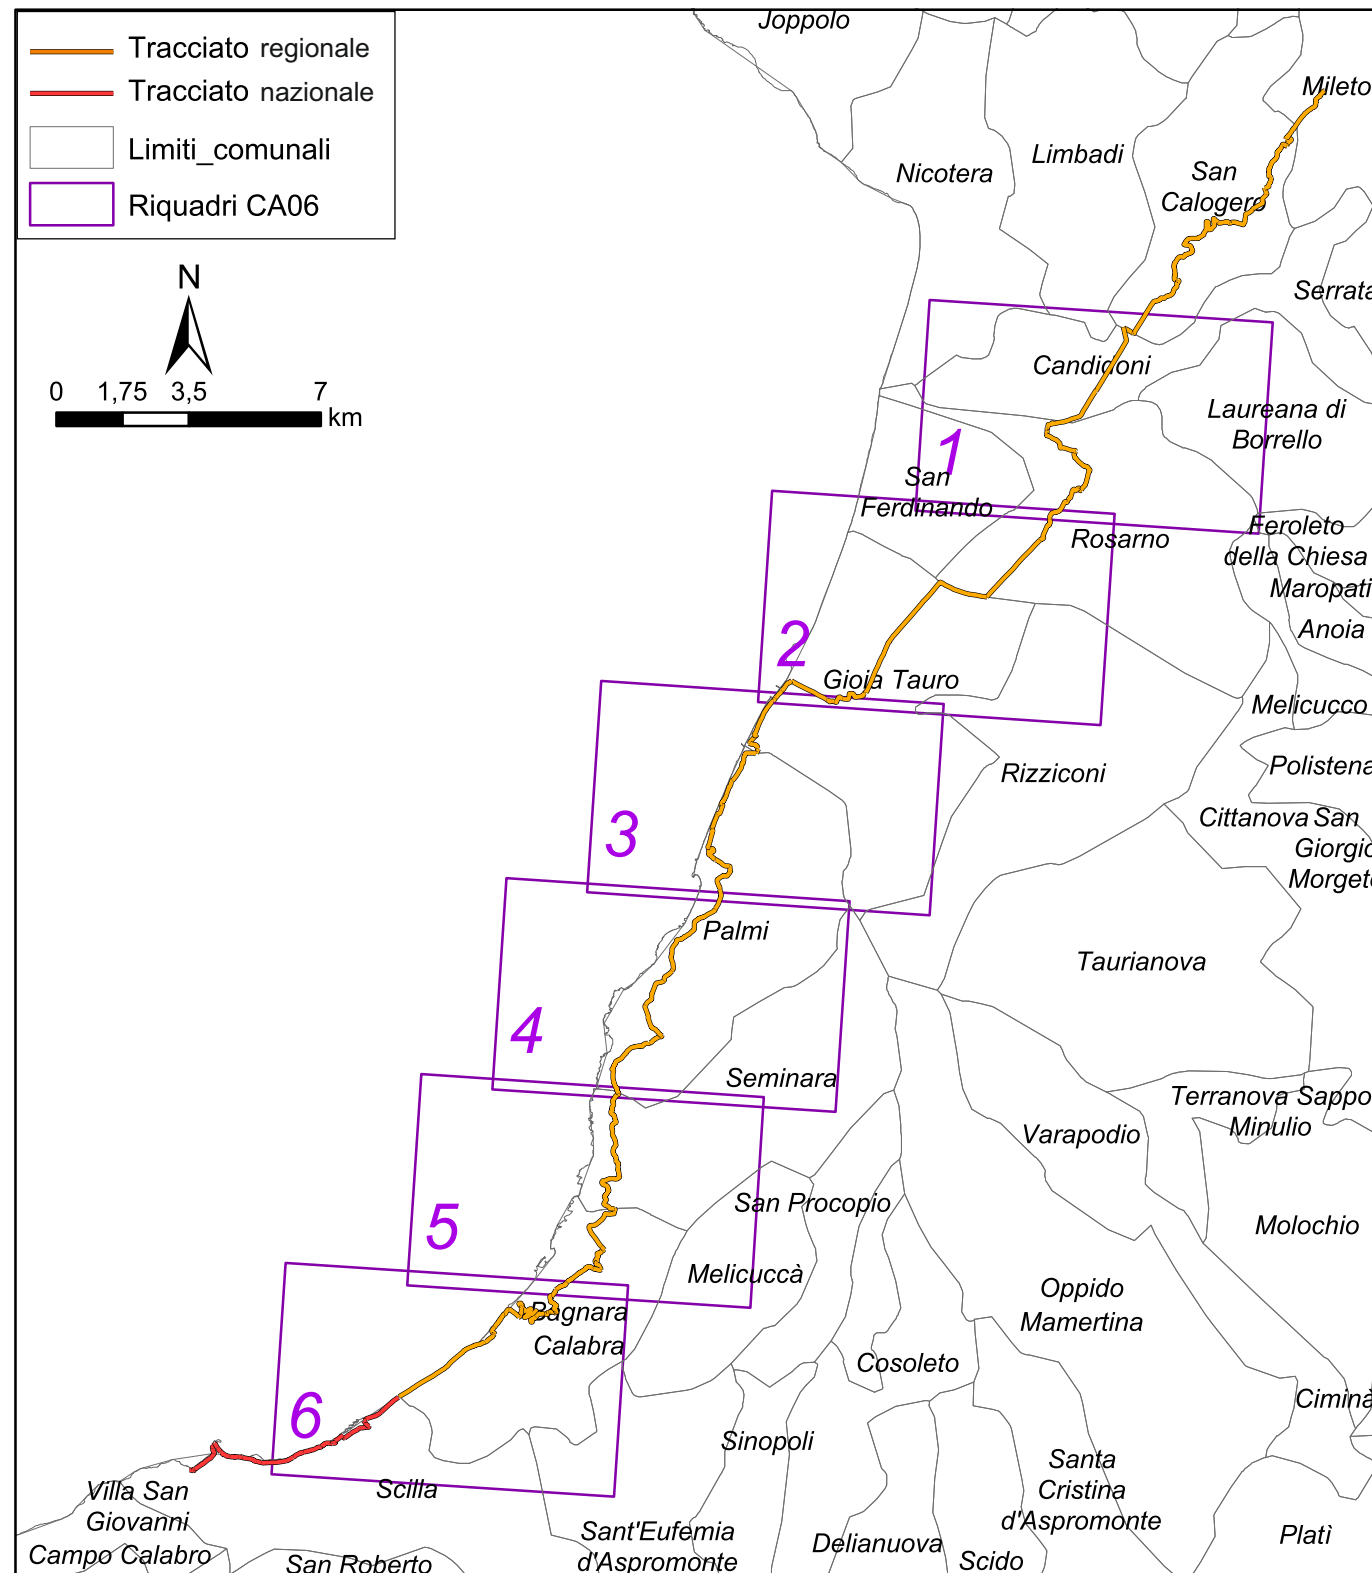 Tracciato regionale
Tracciato nazionale
Limiti_comunali
Riquadri CA06
N
0 1,75 3,5 7
km
Joppolo
Mileto
Limbadi
Nicotera
San
Calogero
Serrata
Candidoni
Laureana di
Borrello
1
San
Ferdinando
Rosarno
Feroleto
della Chiesa
Maropati
Anoia
2
Gioia Tauro
Melicucco
Rizziconi
Polistena
Cittanova
San
Giorgio
Morgeto
3
Palmi
Taurianova
4
Seminara
Terranova Sappo
Minulio
Varapodio
San Procopio
Molochio
5
Melicuccà
Oppido
Mamertina
Bagnara
Calabra
Cosoleto
Ciminà
6
Sinopoli
Santa
Cristina
d'Aspromonte
Scilla
Villa San
Giovanni
Campo Calabro
San Roberto
Sant'Eufemia
d'Aspromonte
Delianuova
Scido
Platì